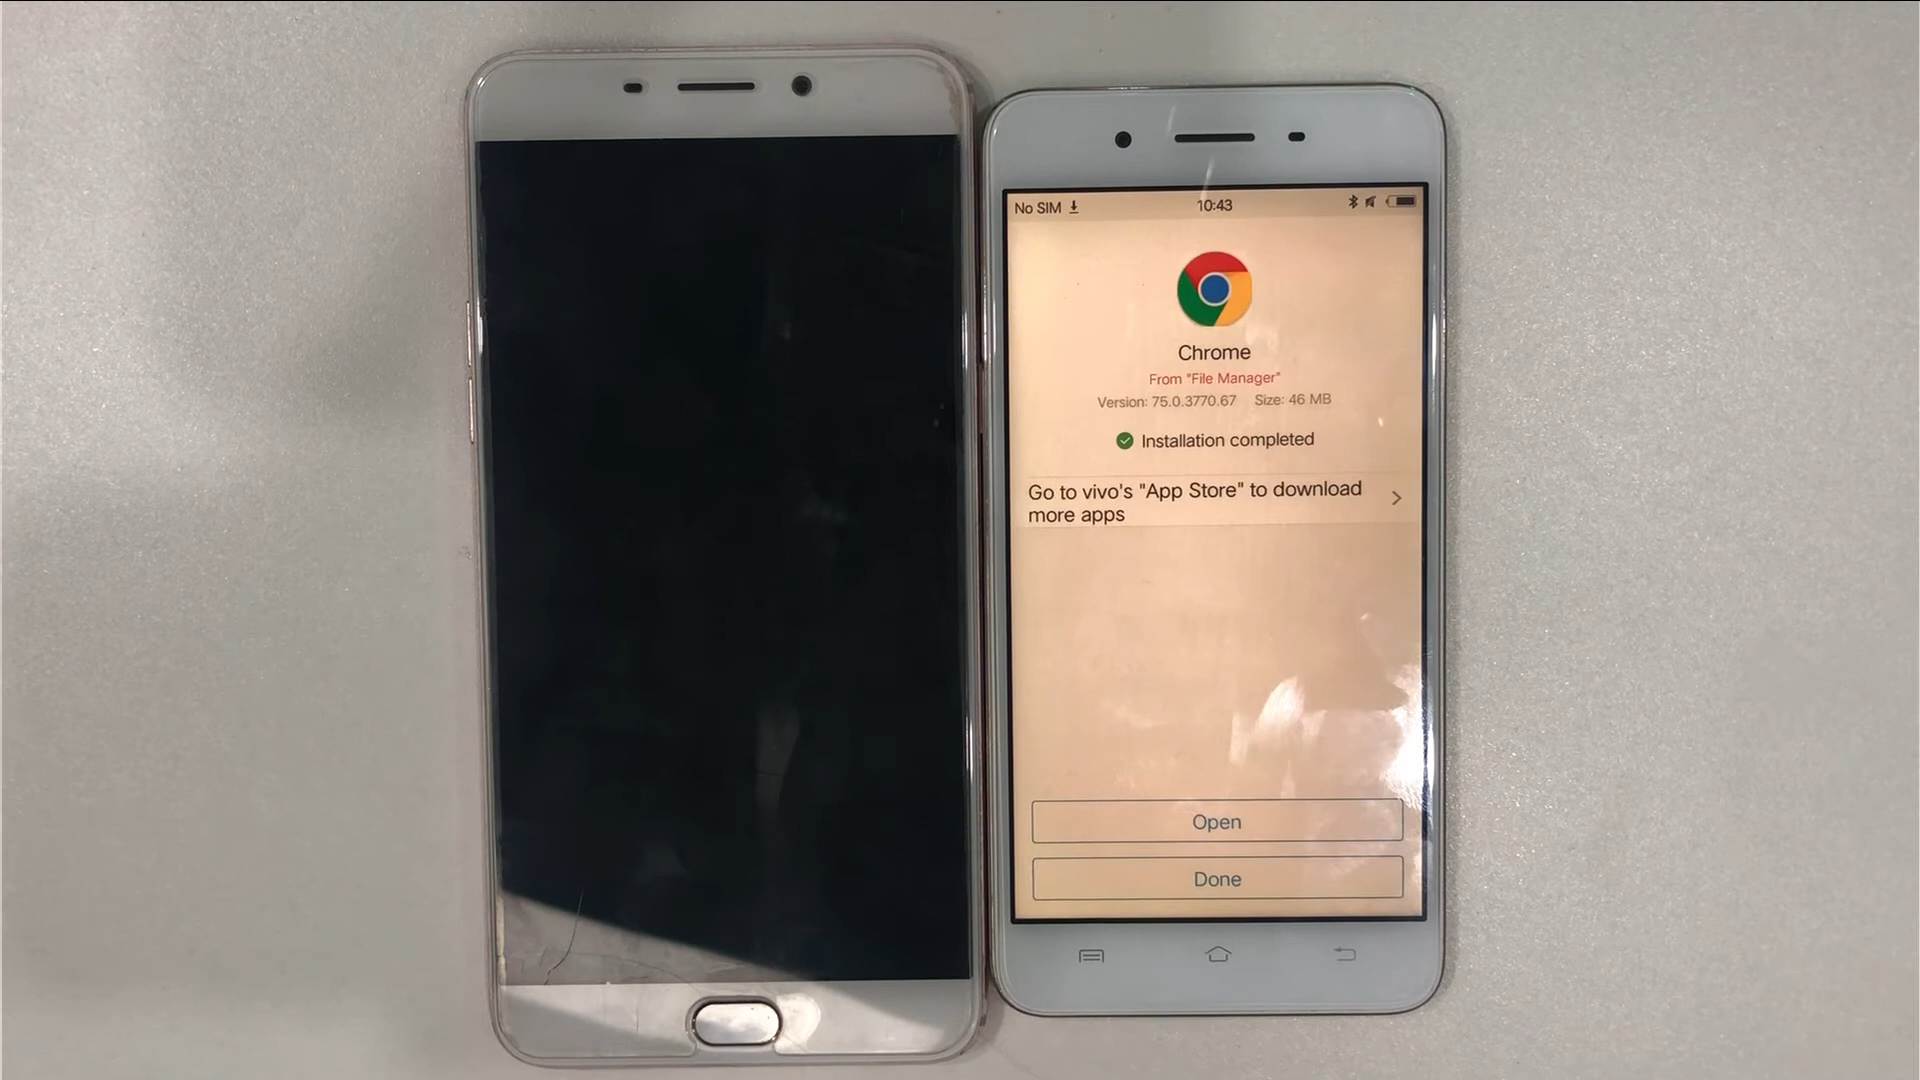 No SIM
10:43
Chrome
From "File Manager"
Version: 75.0.3770.67 Size: 46 MB
Installation completed
Go to vivo's "App Store" to download
more apps
Open
Done